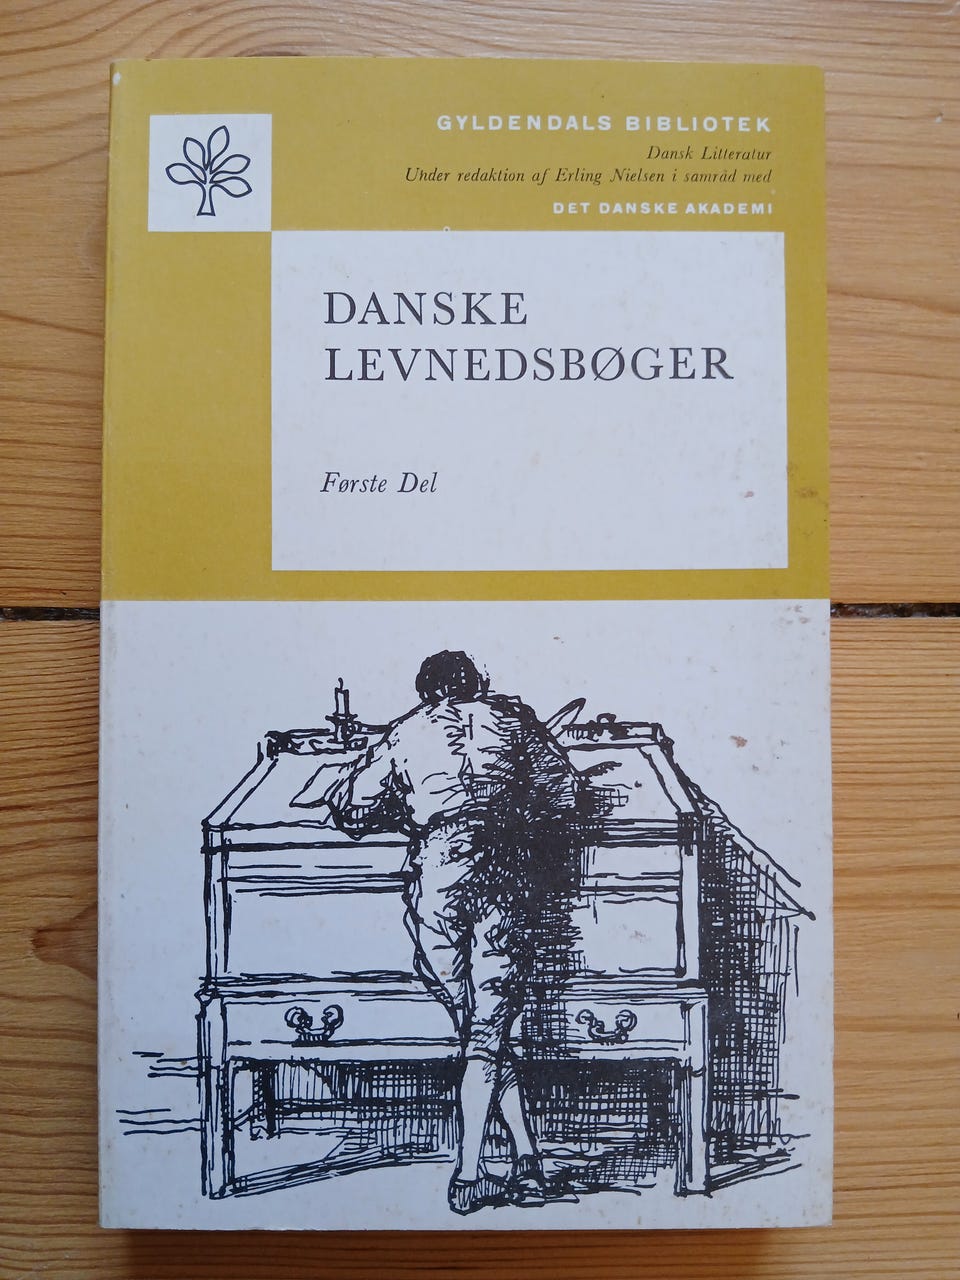 GYLDENDALS BIBLIOTEK
Dansk Litteratur
Under redaktion af Erling Nielsen i samråd med
DET DANSKE AKADEMI
DANSKE
LEVNEDSBØGER
Første Del